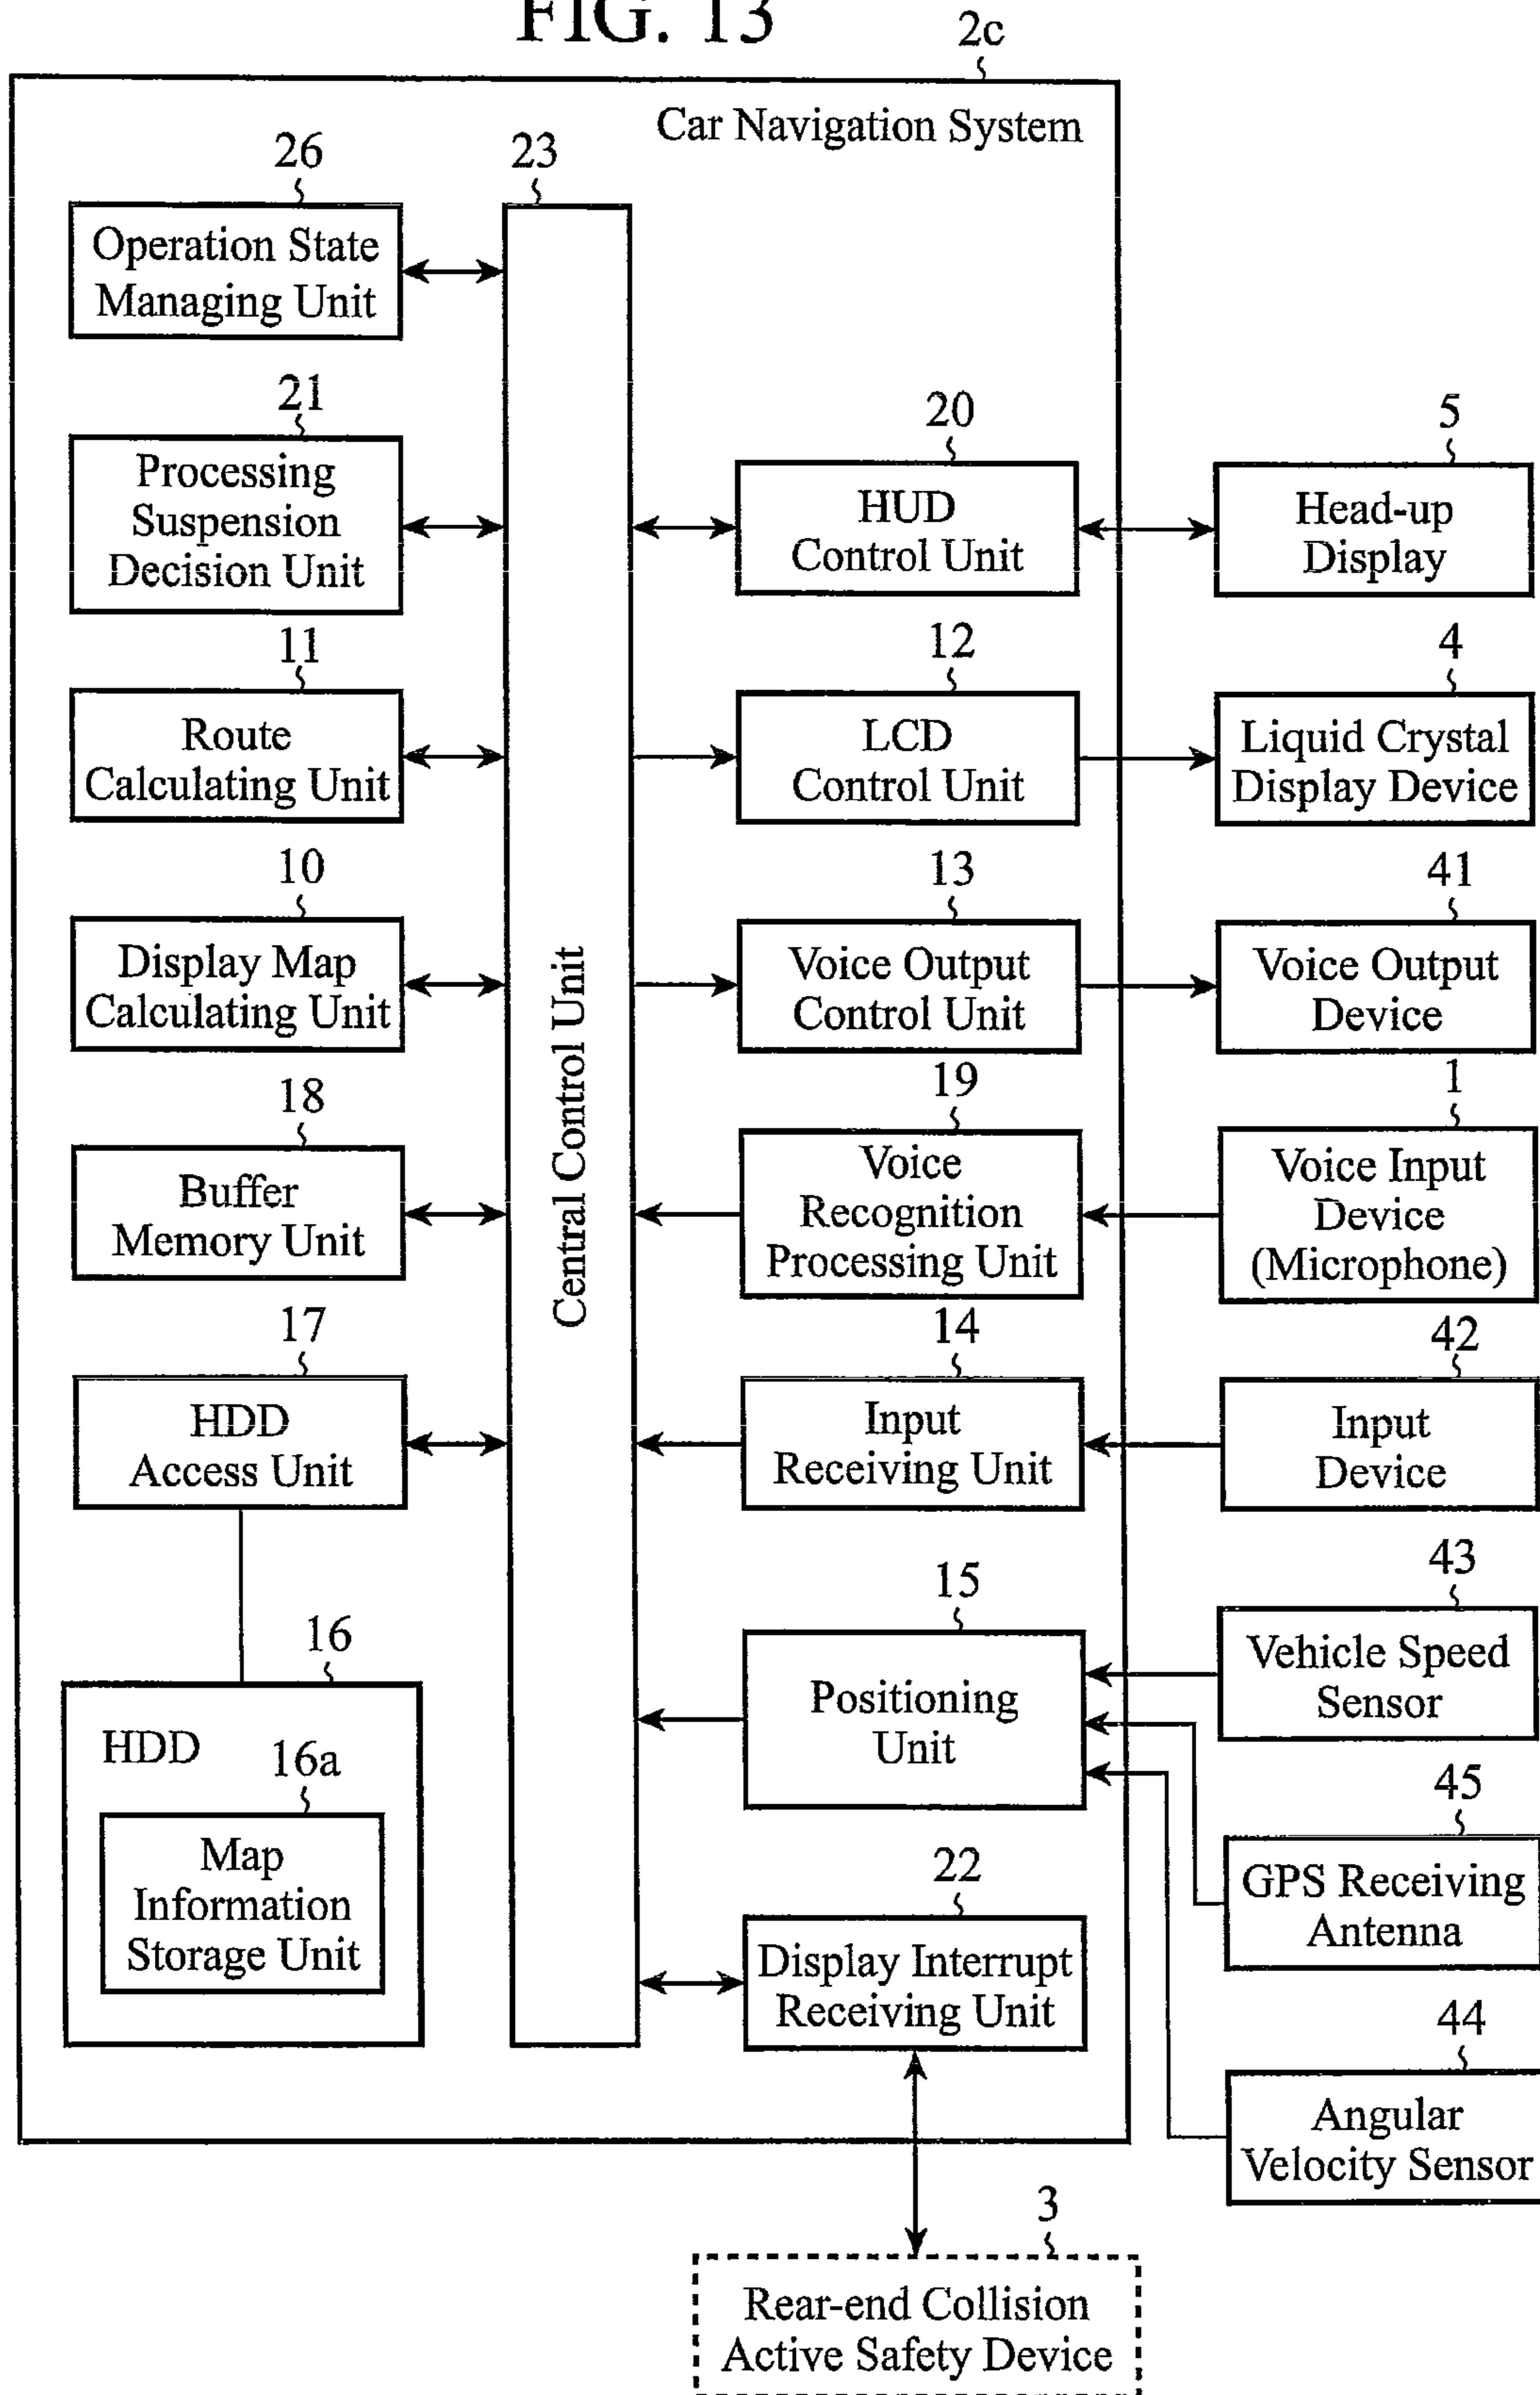 FIG. 13
2c
Car Navigation System
26
Operation State
Managing Unit
23
Central Control Unit
21
Processing
Suspension
Decision Unit
20
HUD
Control Unit
5
Head-up
Display
11
Route
Calculating Unit
12
LCD
Control Unit
4
Liquid Crystal
Display Device
10
Display Map
Calculating Unit
13
Voice Output
Control Unit
41
Voice Output
Device
18
Buffer
Memory Unit
19
Voice
Recognition
Processing Unit
1
Voice Input
Device
(Microphone)
17
HDD
Access Unit
14
Input
Receiving Unit
42
Input
Device
16
HDD
16a
Map
Information
Storage Unit
15
Positioning
Unit
43
Vehicle Speed
Sensor
45
GPS Receiving
Antenna
22
Display Interrupt
Receiving Unit
44
Angular
Velocity Sensor
3
Rear-end Collision
Active Safety Device